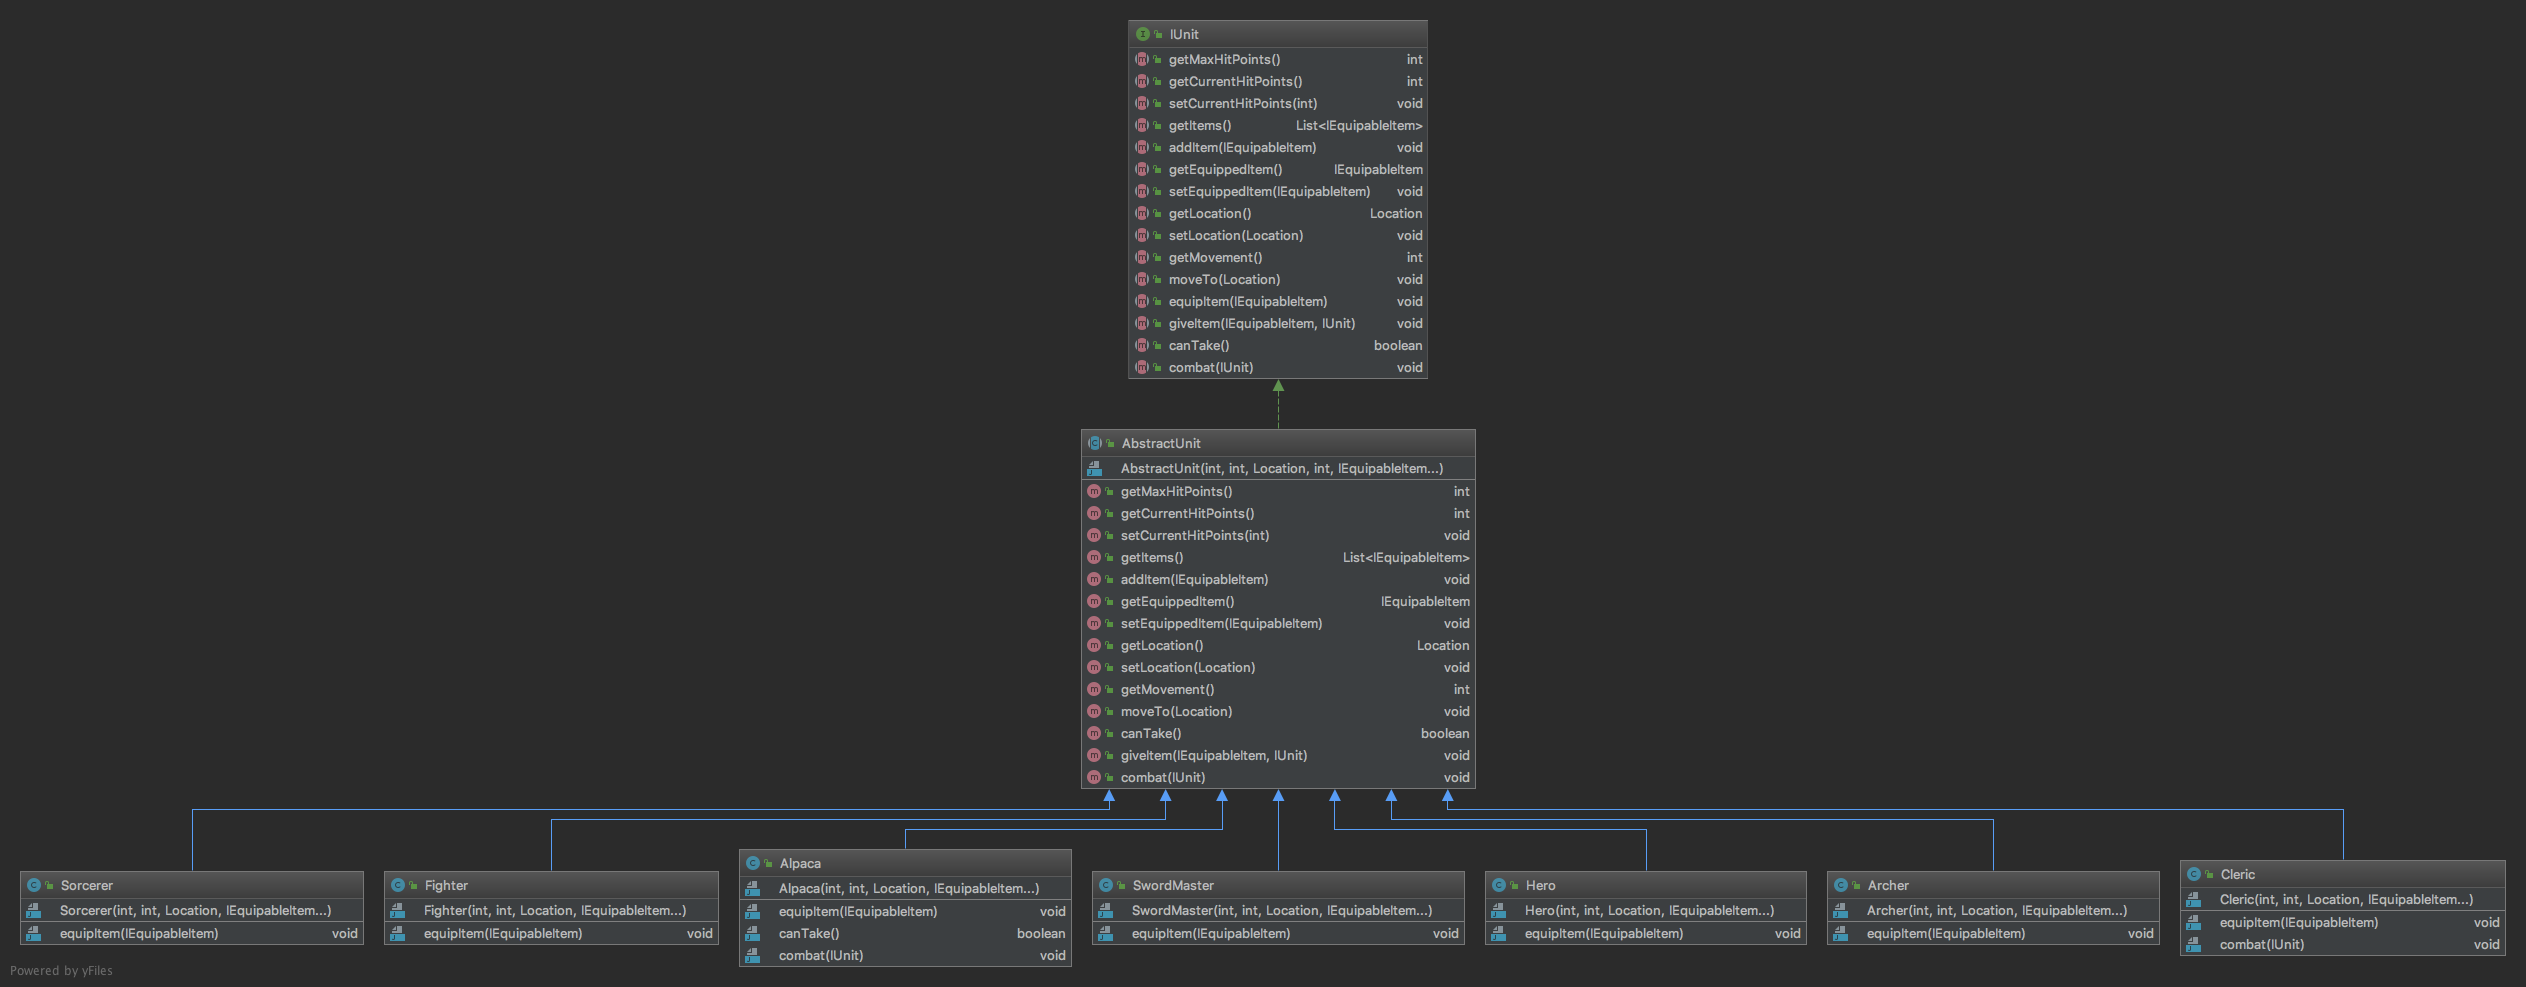 IUnit
getMaxHitPoints() int
getCurrentHitPoints() int
setCurrentHitPoints(int) void
getItems() List<IEquipableItem>
addItem(IEquipableItem) void
getEquippedItem() IEquipableItem
setEquippedItem(IEquipableItem) void
getLocation() Location
setLocation(Location) void
getMovement() int
moveTo(Location) void
equipItem(IEquipableItem) void
giveItem(IEquipableItem, IUnit) void
canTake() boolean
combat(IUnit) void
AbstractUnit
AbstractUnit(int, int, Location, int, IEquipableItem...)
getMaxHitPoints() int
getCurrentHitPoints() int
setCurrentHitPoints(int) void
getItems() List<IEquipableItem>
addItem(IEquipableItem) void
getEquippedItem() IEquipableItem
setEquippedItem(IEquipableItem) void
getLocation() Location
setLocation(Location) void
getMovement() int
moveTo(Location) void
canTake() boolean
giveItem(IEquipableItem, IUnit) void
combat(IUnit) void
Sorcerer
Sorcerer(int, int, Location, IEquipableItem...)
equipItem(IEquipableItem) void
Fighter
Fighter(int, int, Location, IEquipableItem...)
equipItem(IEquipableItem) void
Alpaca
Alpaca(int, int, Location, IEquipableItem...)
equipItem(IEquipableItem) void
canTake() boolean
combat(IUnit) void
SwordMaster
SwordMaster(int, int, Location, IEquipableItem...)
equipItem(IEquipableItem) void
Hero
Hero(int, int, Location, IEquipableItem...)
equipItem(IEquipableItem) void
Archer
Archer(int, int, Location, IEquipableItem...)
equipItem(IEquipableItem) void
Cleric
Cleric(int, int, Location, IEquipableItem...)
equipItem(IEquipableItem) void
combat(IUnit) void
Powered by yFiles